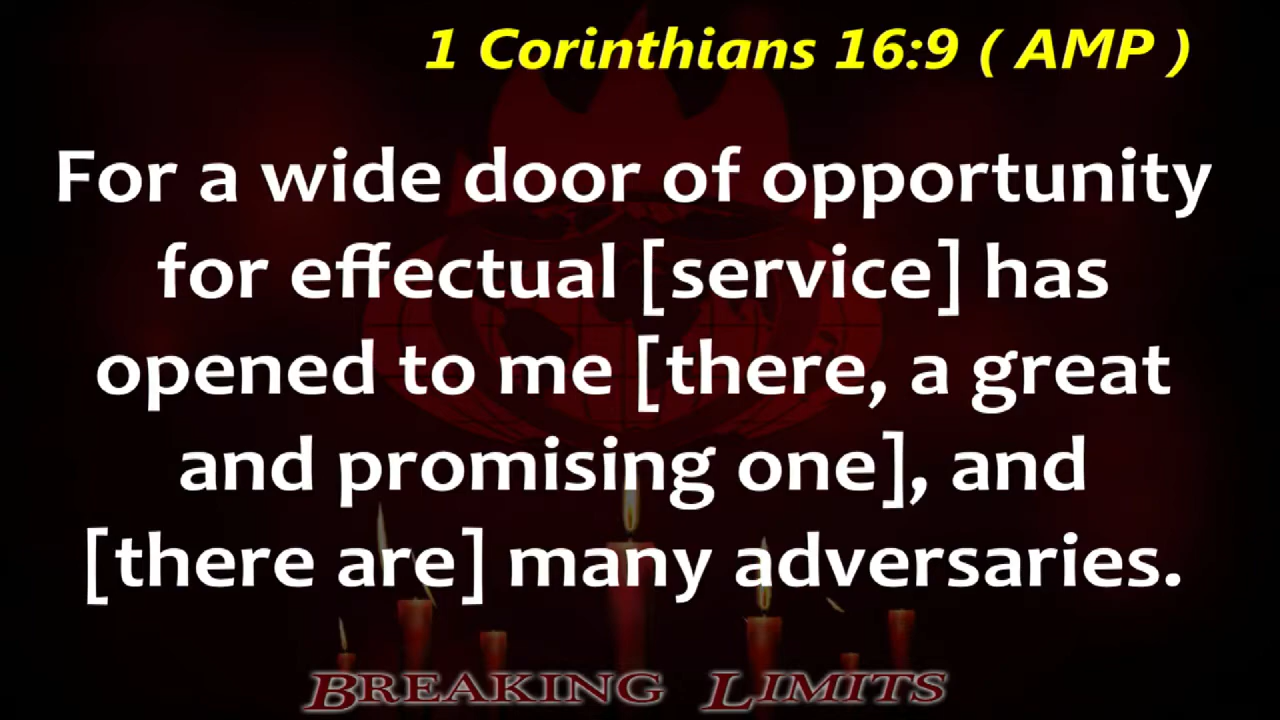 1 Corinthians 16:9 ( AMP )
For a wide door of opportunity
for effectual [service] has
opened to me [there, a great
and promising one], and
[there are] many adversaries.
BREAKING LIMITS